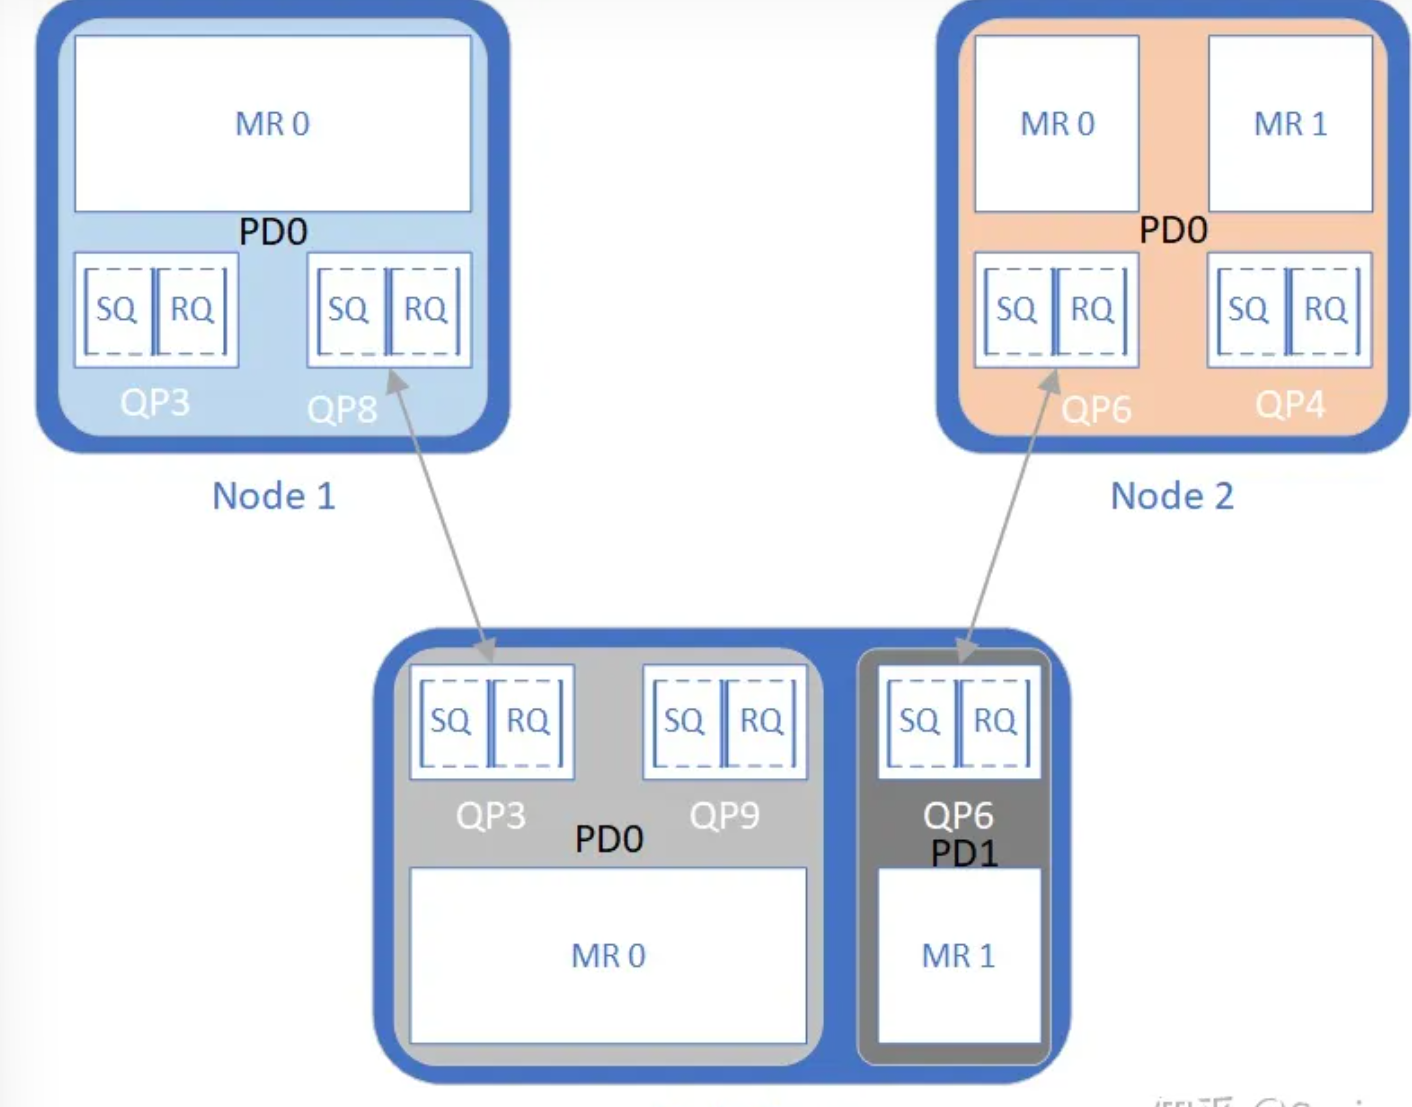 MR 0
MR 0
MR 1
PD0
PD0
SQ RQ
SQ RQ
SQ RQ
SQ RQ
QP3
QP8
QP6
QP4
Node 1
Node 2
SQ RQ
SQ RQ
SQ RQ
QP3
QP9
QP6
PD0
PD1
MR 0
MR 1